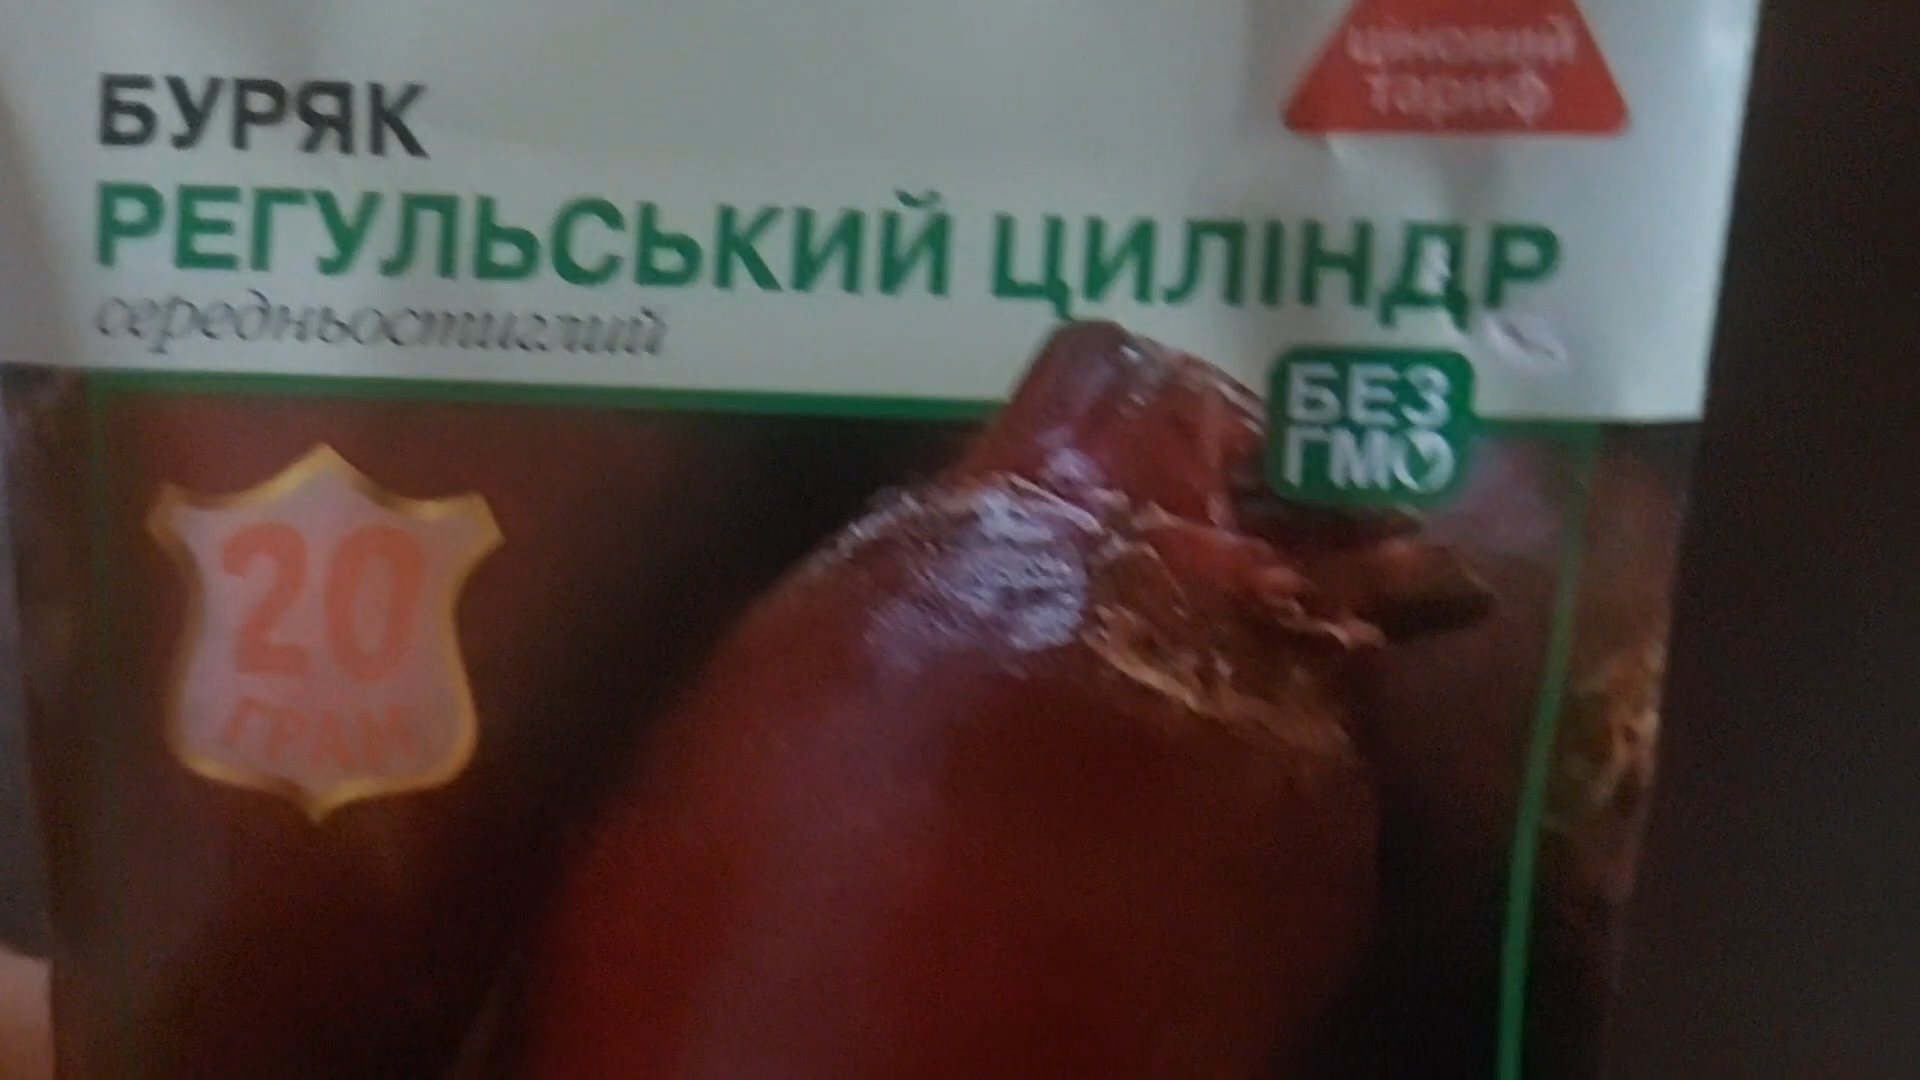 ціновий
тариф
БУРЯК
РЕГУЛЬСЬКИЙ ЦИЛІНДР
середньостиглий
БЕЗ
ГМО
20
ГРАМ